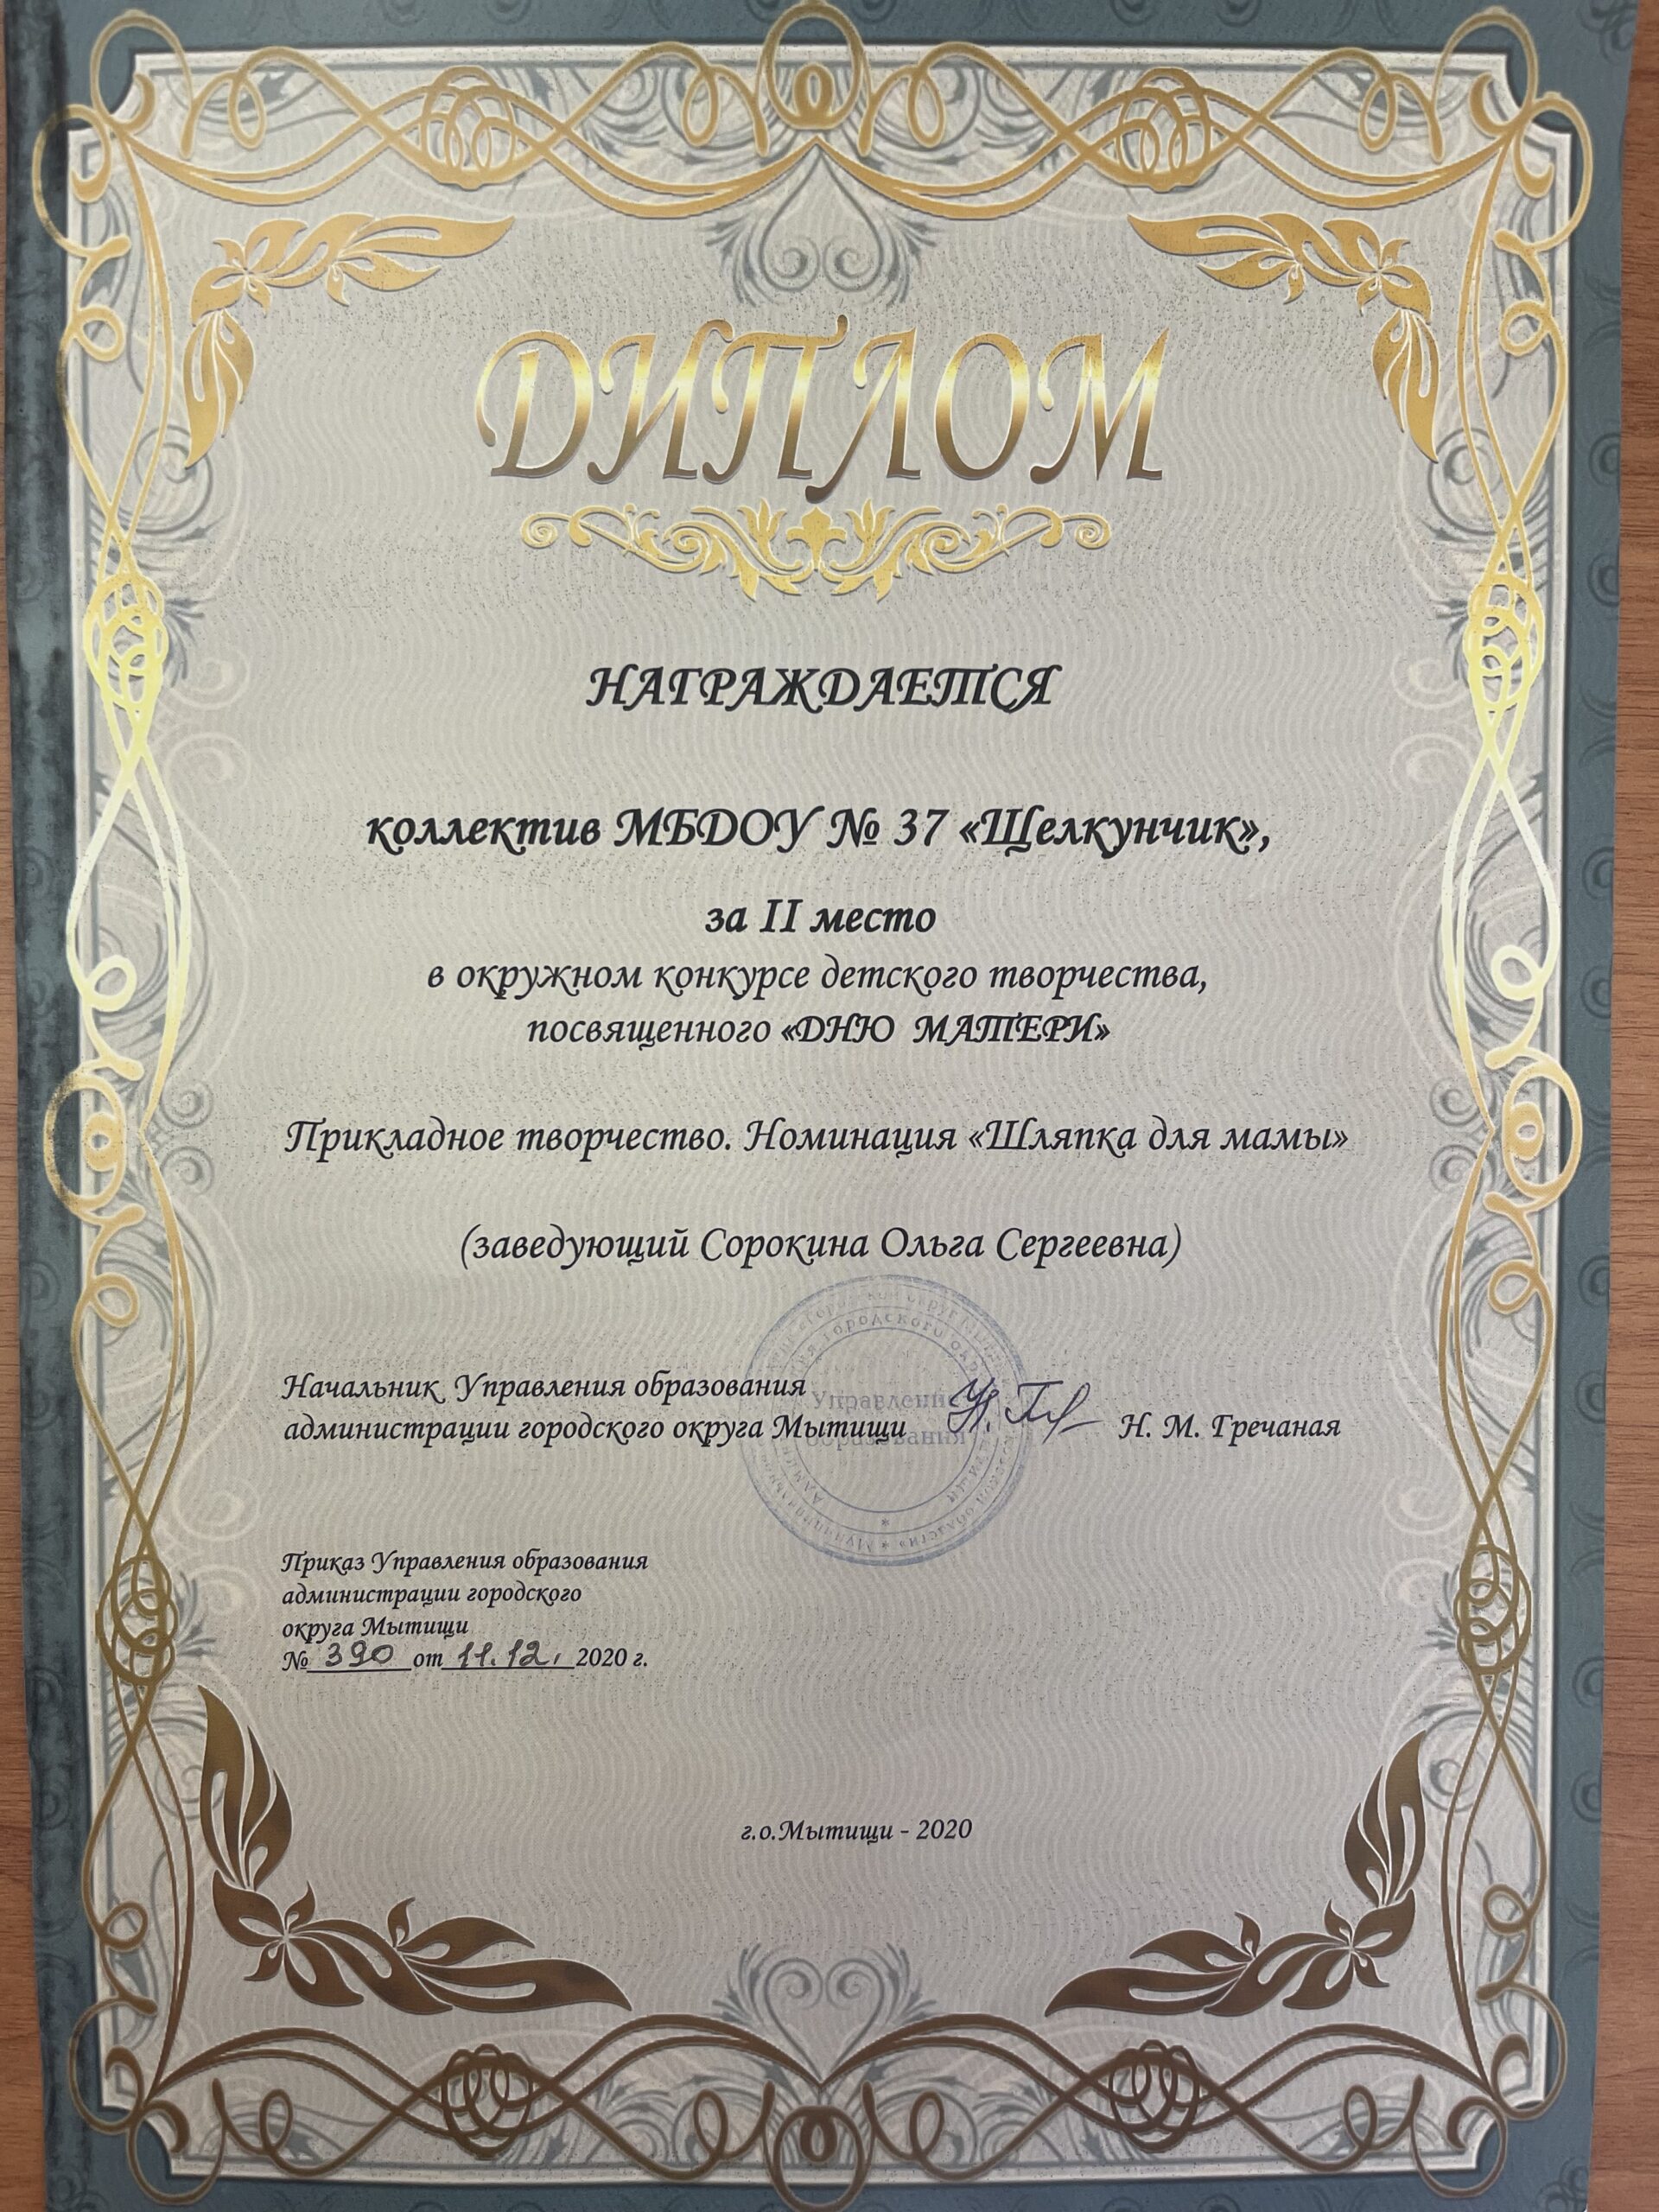 ДИПЛОМ
НАГРАЖДАЕТСЯ
коллектив МБДОУ № 37 «Щелкунчик»,
за II место
в окружном конкурсе детского творчества,
посвященного «ДНЮ МАТЕРИ»
Прикладное творчество. Номинация «Шляпка для мамы»
(заведующий Сорокина Ольга Сергеевна)
Начальник Управления образования
администрации городского округа Мытищи Н. М. Гречаная
Управление
образования
Приказ Управления образования
администрации городского
округа Мытищи
№ 390 от 11.12. 2020 г.
г.о.Мытищи - 2020